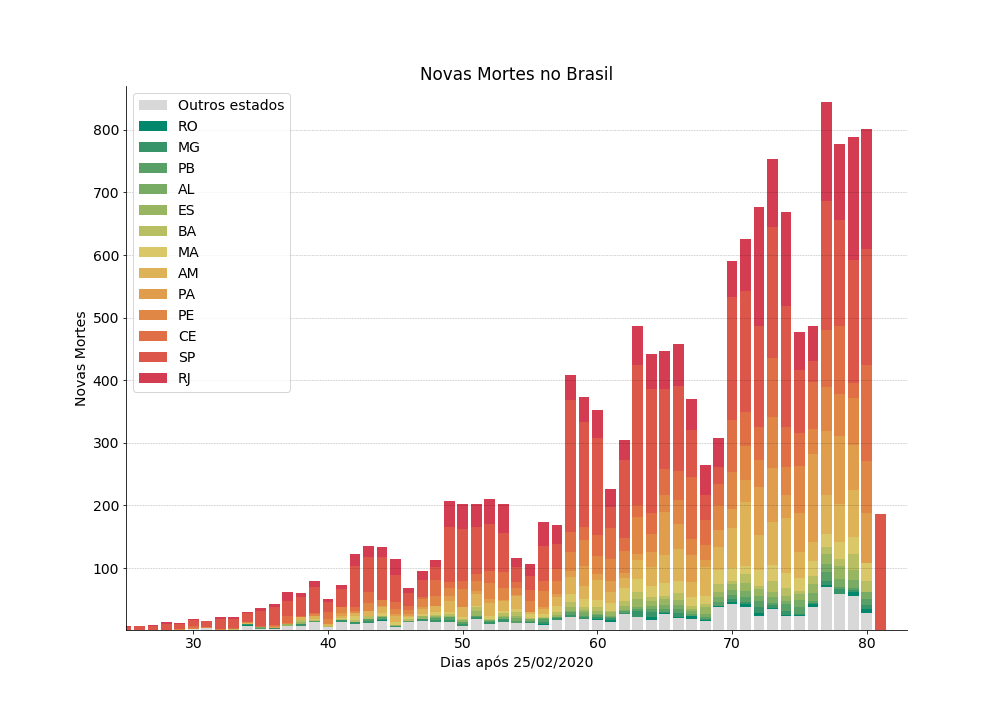 Novas Mortes no Brasil
Outros estados
RO
MG
PB
AL
ES
BA
MA
AM
PA
PE
CE
SP
RJ
800
700
600
500
400
300
200
100
Novas Mortes
30 40 50 60 70 80
Dias após 25/02/2020